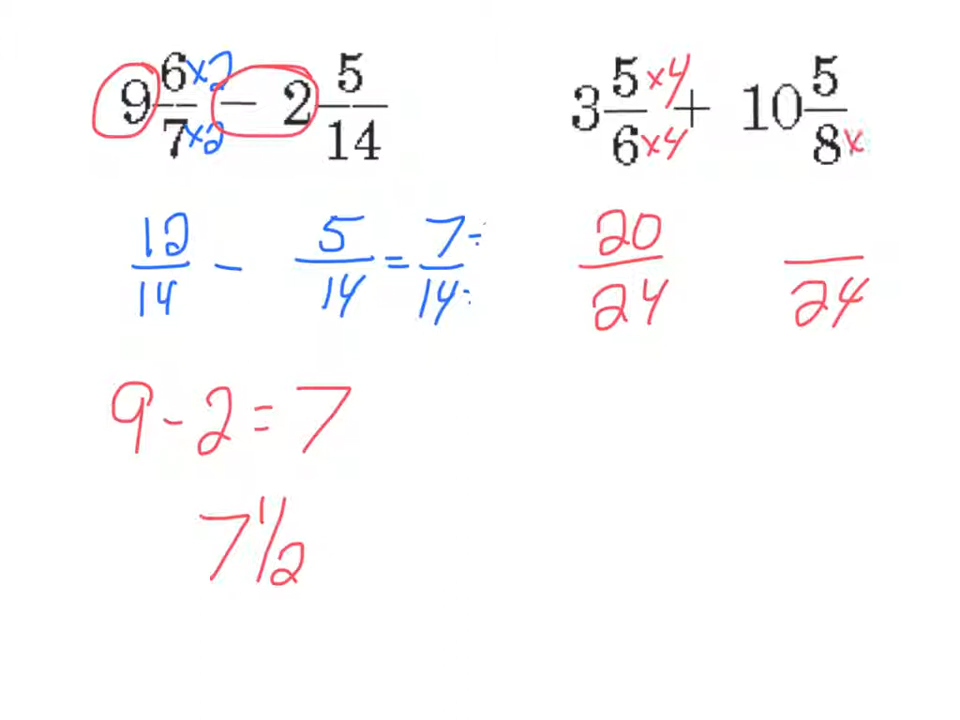 9 6/7 ×2 ×2 − 2 5/14
12/14 − 5/14 = 7/14 ÷
9 - 2 = 7
7 1/2
3 5/6 ×4 ×4 + 10 5/8 ×
20/24 /24